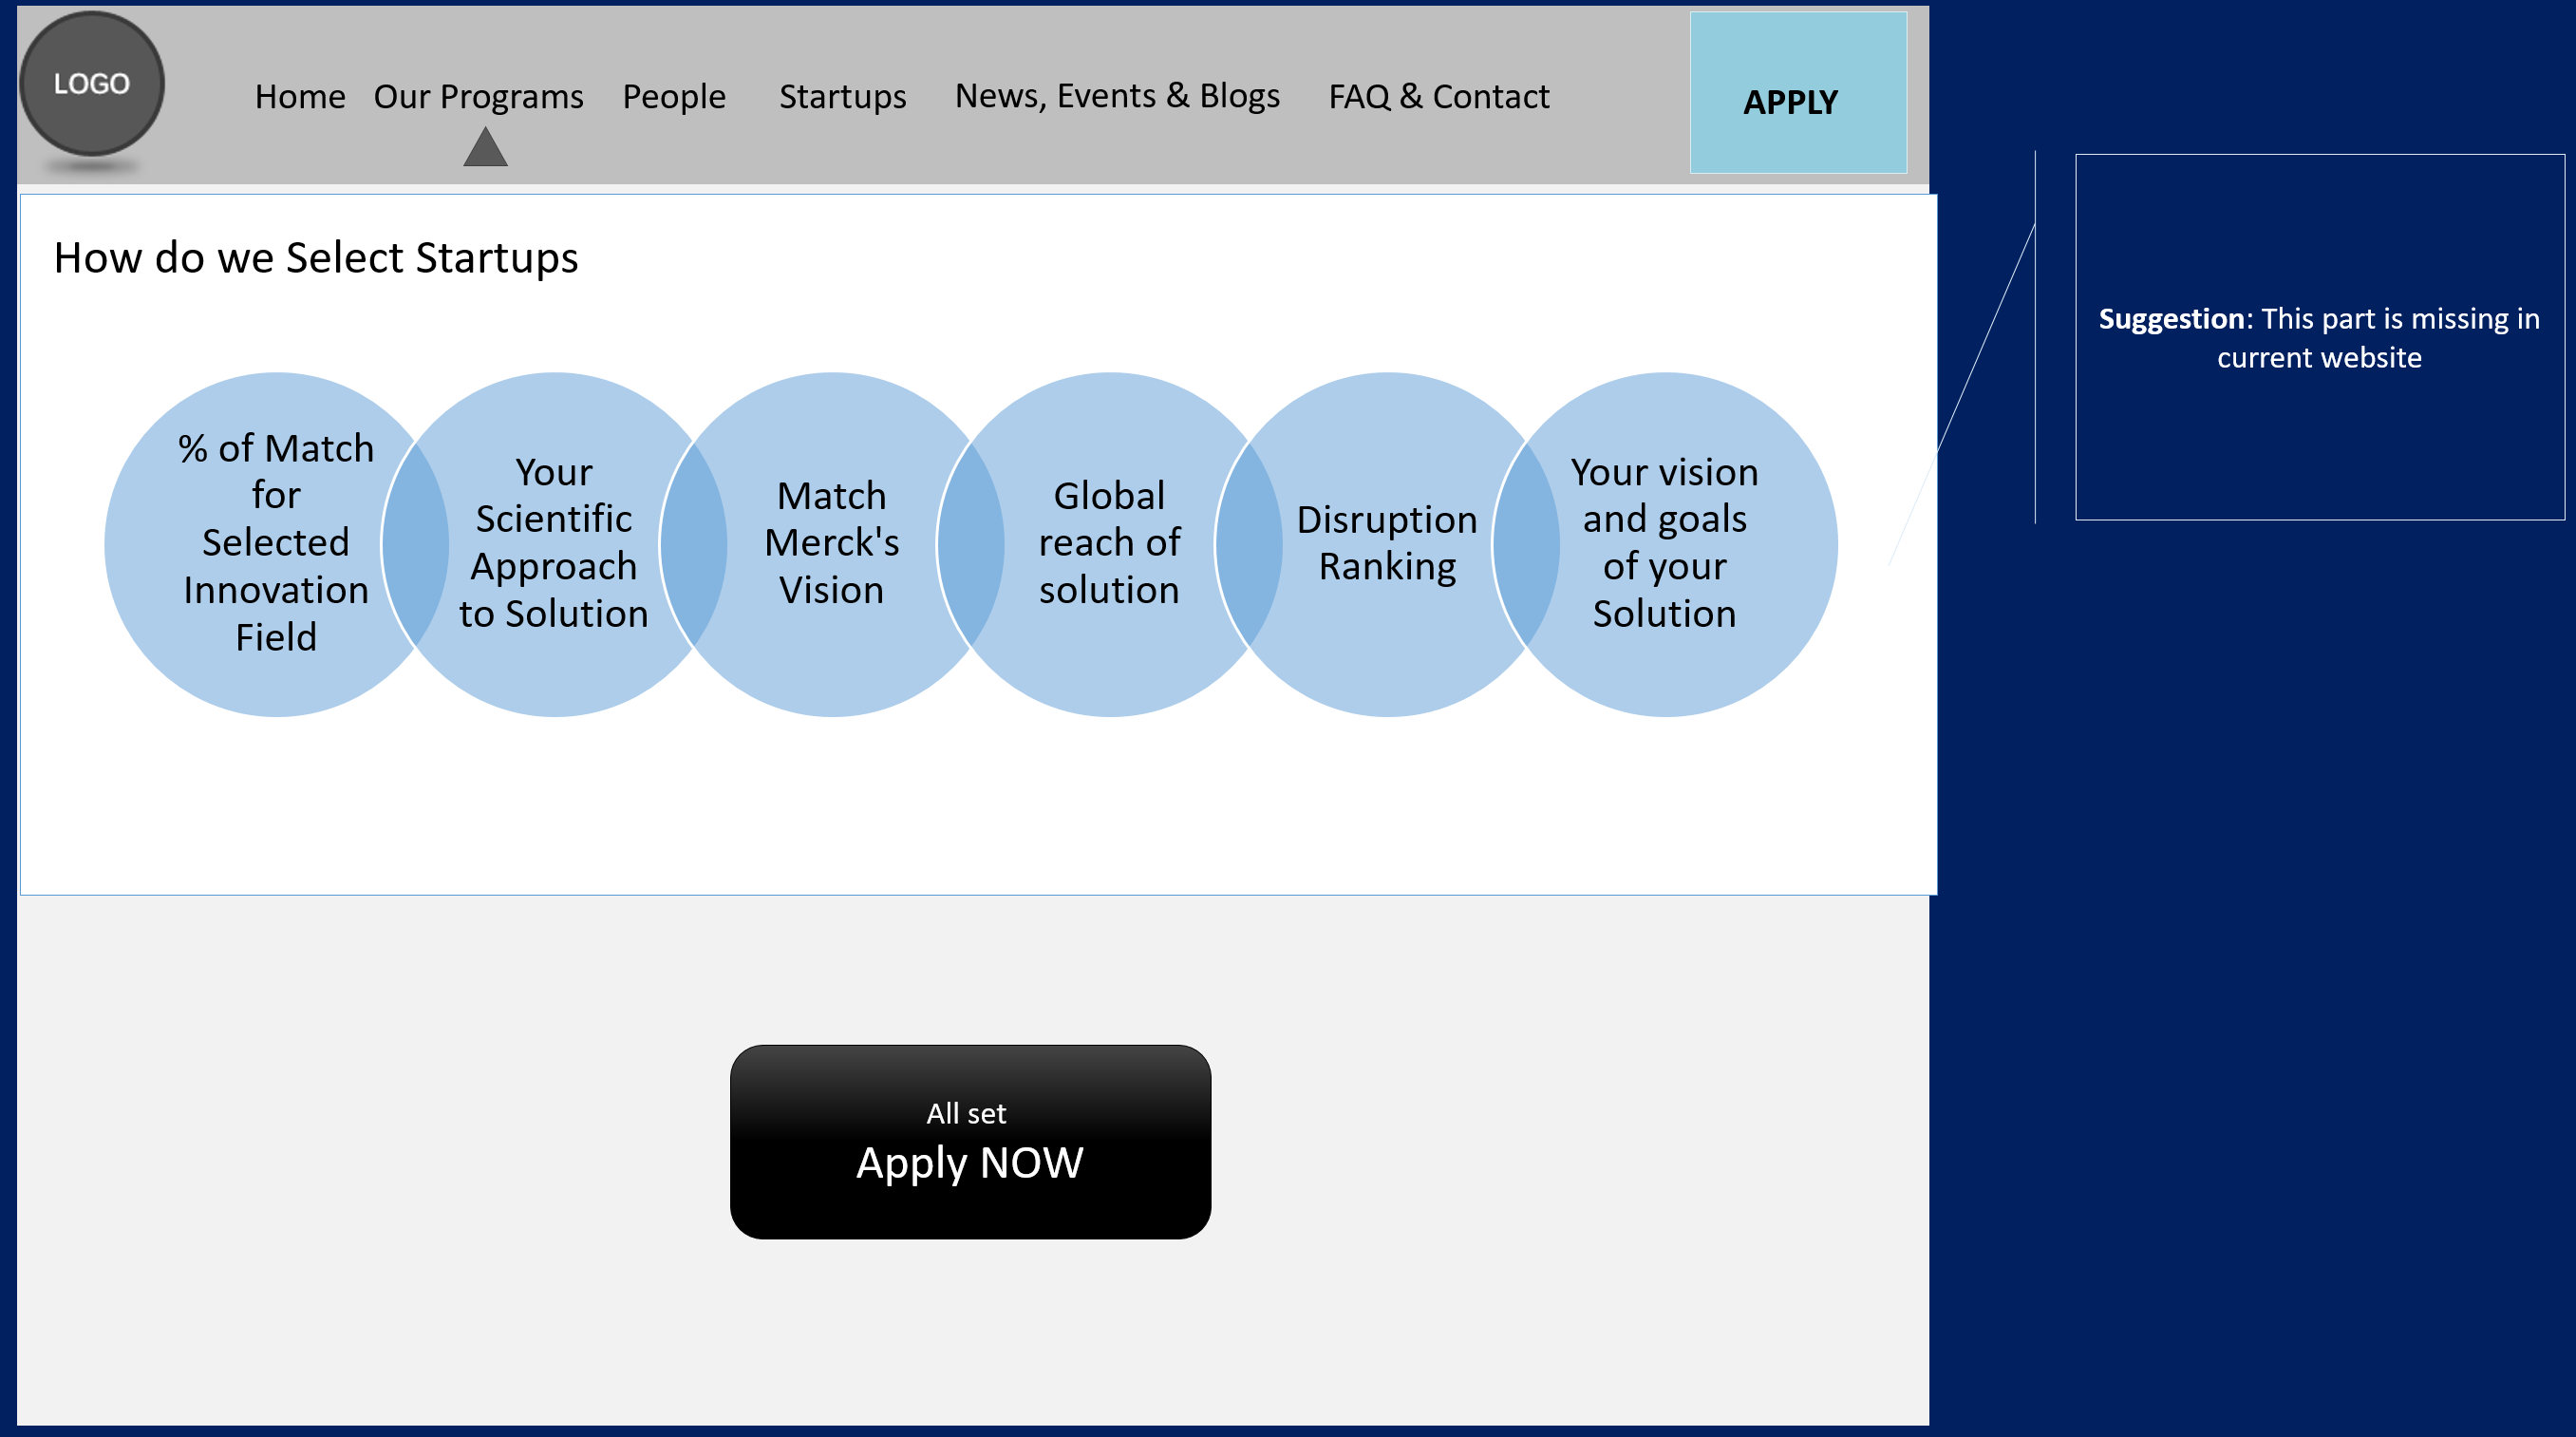 LOGO
Home
Our Programs
People
Startups
News, Events & Blogs
FAQ & Contact
APPLY
How do we Select Startups
% of Match
for
Selected
Innovation
Field
Your
Scientific
Approach
to Solution
Match
Merck's
Vision
Global
reach of
solution
Disruption
Ranking
Your vision
and goals
of your
Solution
Suggestion: This part is missing in
current website
All set
Apply NOW